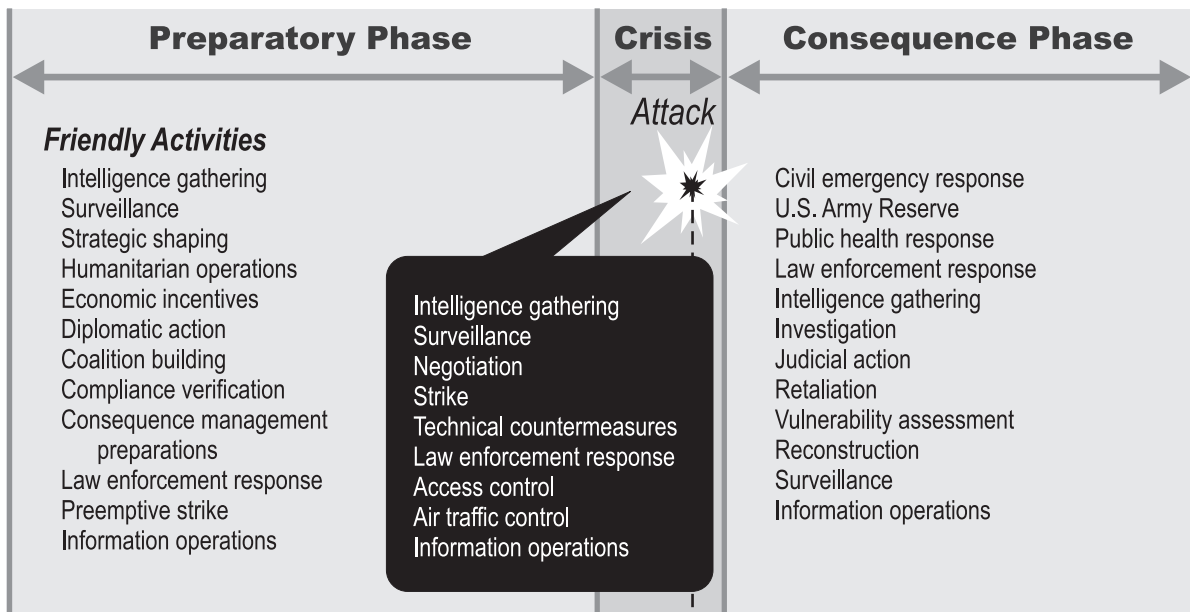 Preparatory Phase
Crisis
Consequence Phase
Attack
Friendly Activities
Intelligence gathering
Surveillance
Strategic shaping
Humanitarian operations
Economic incentives
Diplomatic action
Coalition building
Compliance verification
Consequence management
preparations
Law enforcement response
Preemptive strike
Information operations
Intelligence gathering
Surveillance
Negotiation
Strike
Technical countermeasures
Law enforcement response
Access control
Air traffic control
Information operations
Civil emergency response
U.S. Army Reserve
Public health response
Law enforcement response
Intelligence gathering
Investigation
Judicial action
Retaliation
Vulnerability assessment
Reconstruction
Surveillance
Information operations